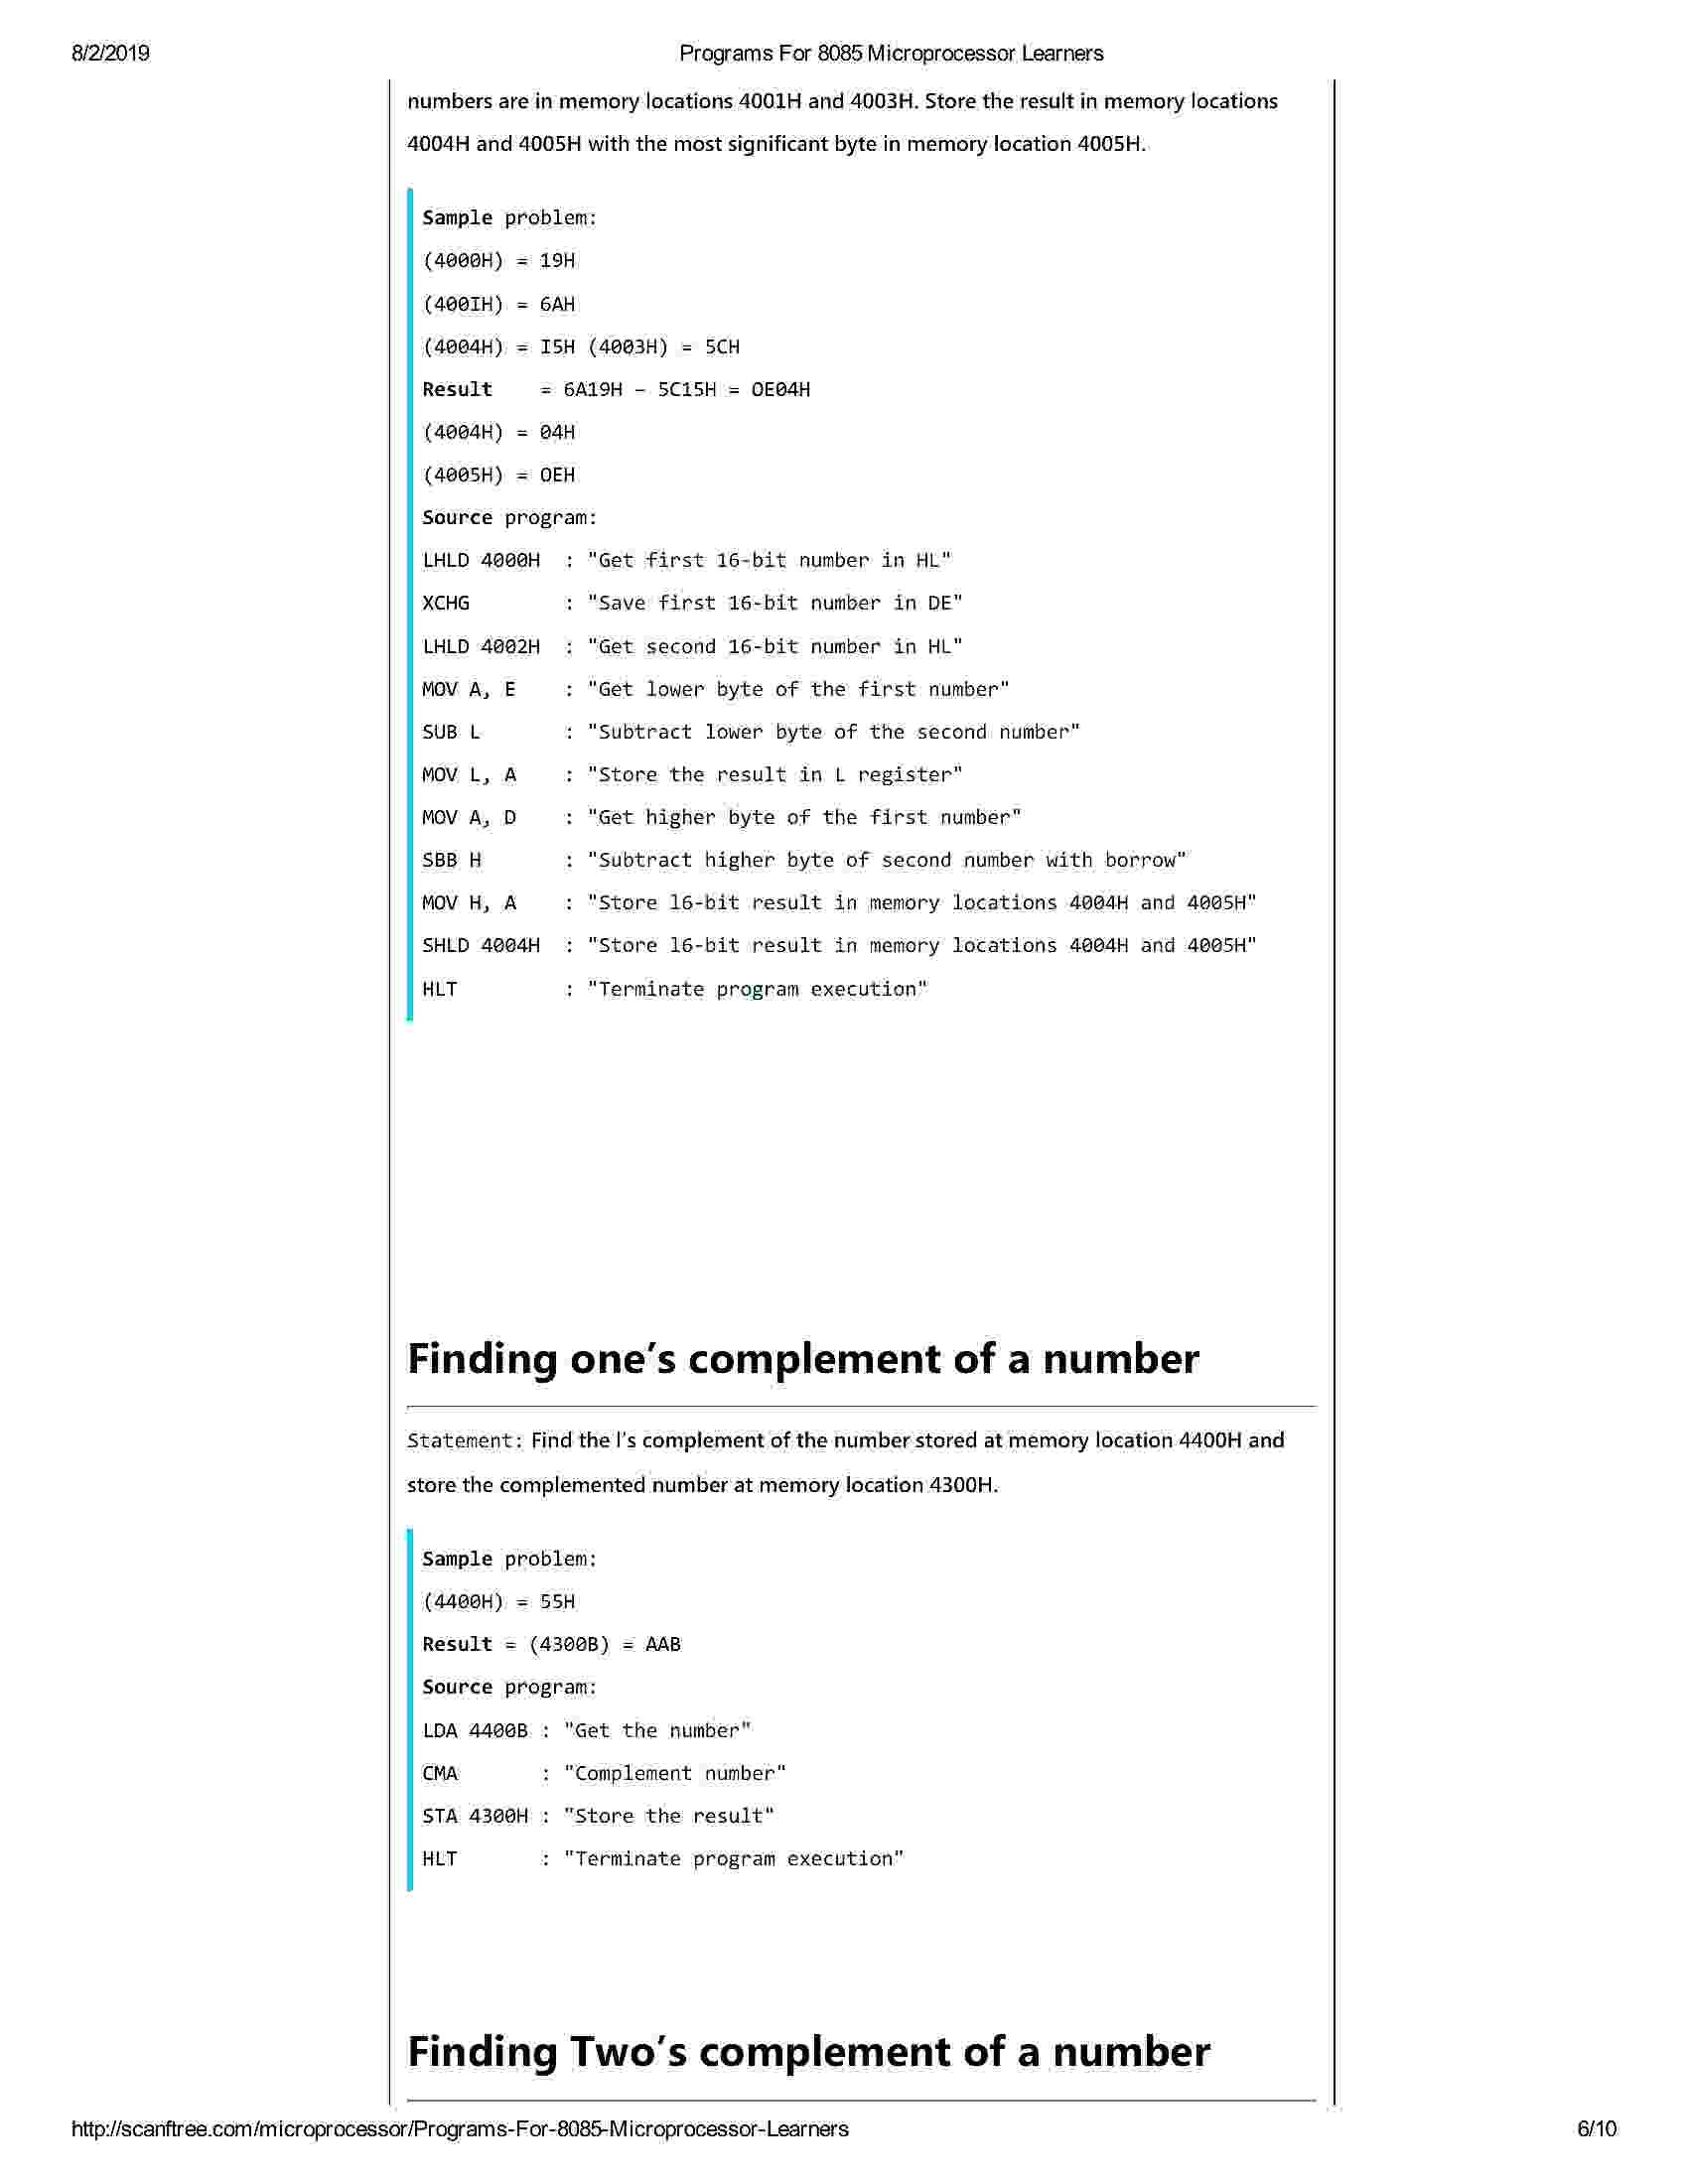 8/2/2019
Programs For 8085 Microprocessor Learners
numbers are in memory locations 4001H and 4003H. Store the result in memory locations
4004H and 4005H with the most significant byte in memory location 4005H.
Sample problem:
(4000H) = 19H
(400IH) = 6AH
(4004H) = I5H (4003H) = 5CH
Result    = 6A19H – 5C15H = OE04H
(4004H) = 04H
(4005H) = OEH
Source program:
LHLD 4000H  : "Get first 16-bit number in HL"
XCHG        : "Save first 16-bit number in DE"
LHLD 4002H  : "Get second 16-bit number in HL"
MOV A, E    : "Get lower byte of the first number"
SUB L       : "Subtract lower byte of the second number"
MOV L, A    : "Store the result in L register"
MOV A, D    : "Get higher byte of the first number"
SBB H       : "Subtract higher byte of second number with borrow"
MOV H, A    : "Store l6-bit result in memory locations 4004H and 4005H"
SHLD 4004H  : "Store l6-bit result in memory locations 4004H and 4005H"
HLT         : "Terminate program execution"
Finding one’s complement of a number
Statement: Find the l’s complement of the number stored at memory location 4400H and
store the complemented number at memory location 4300H.
Sample problem:
(4400H) = 55H
Result = (4300B) = AAB
Source program:
LDA 4400B : "Get the number"
CMA       : "Complement number"
STA 4300H : "Store the result"
HLT       : "Terminate program execution"
Finding Two’s complement of a number
http://scanftree.com/microprocessor/Programs-For-8085-Microprocessor-Learners
6/10